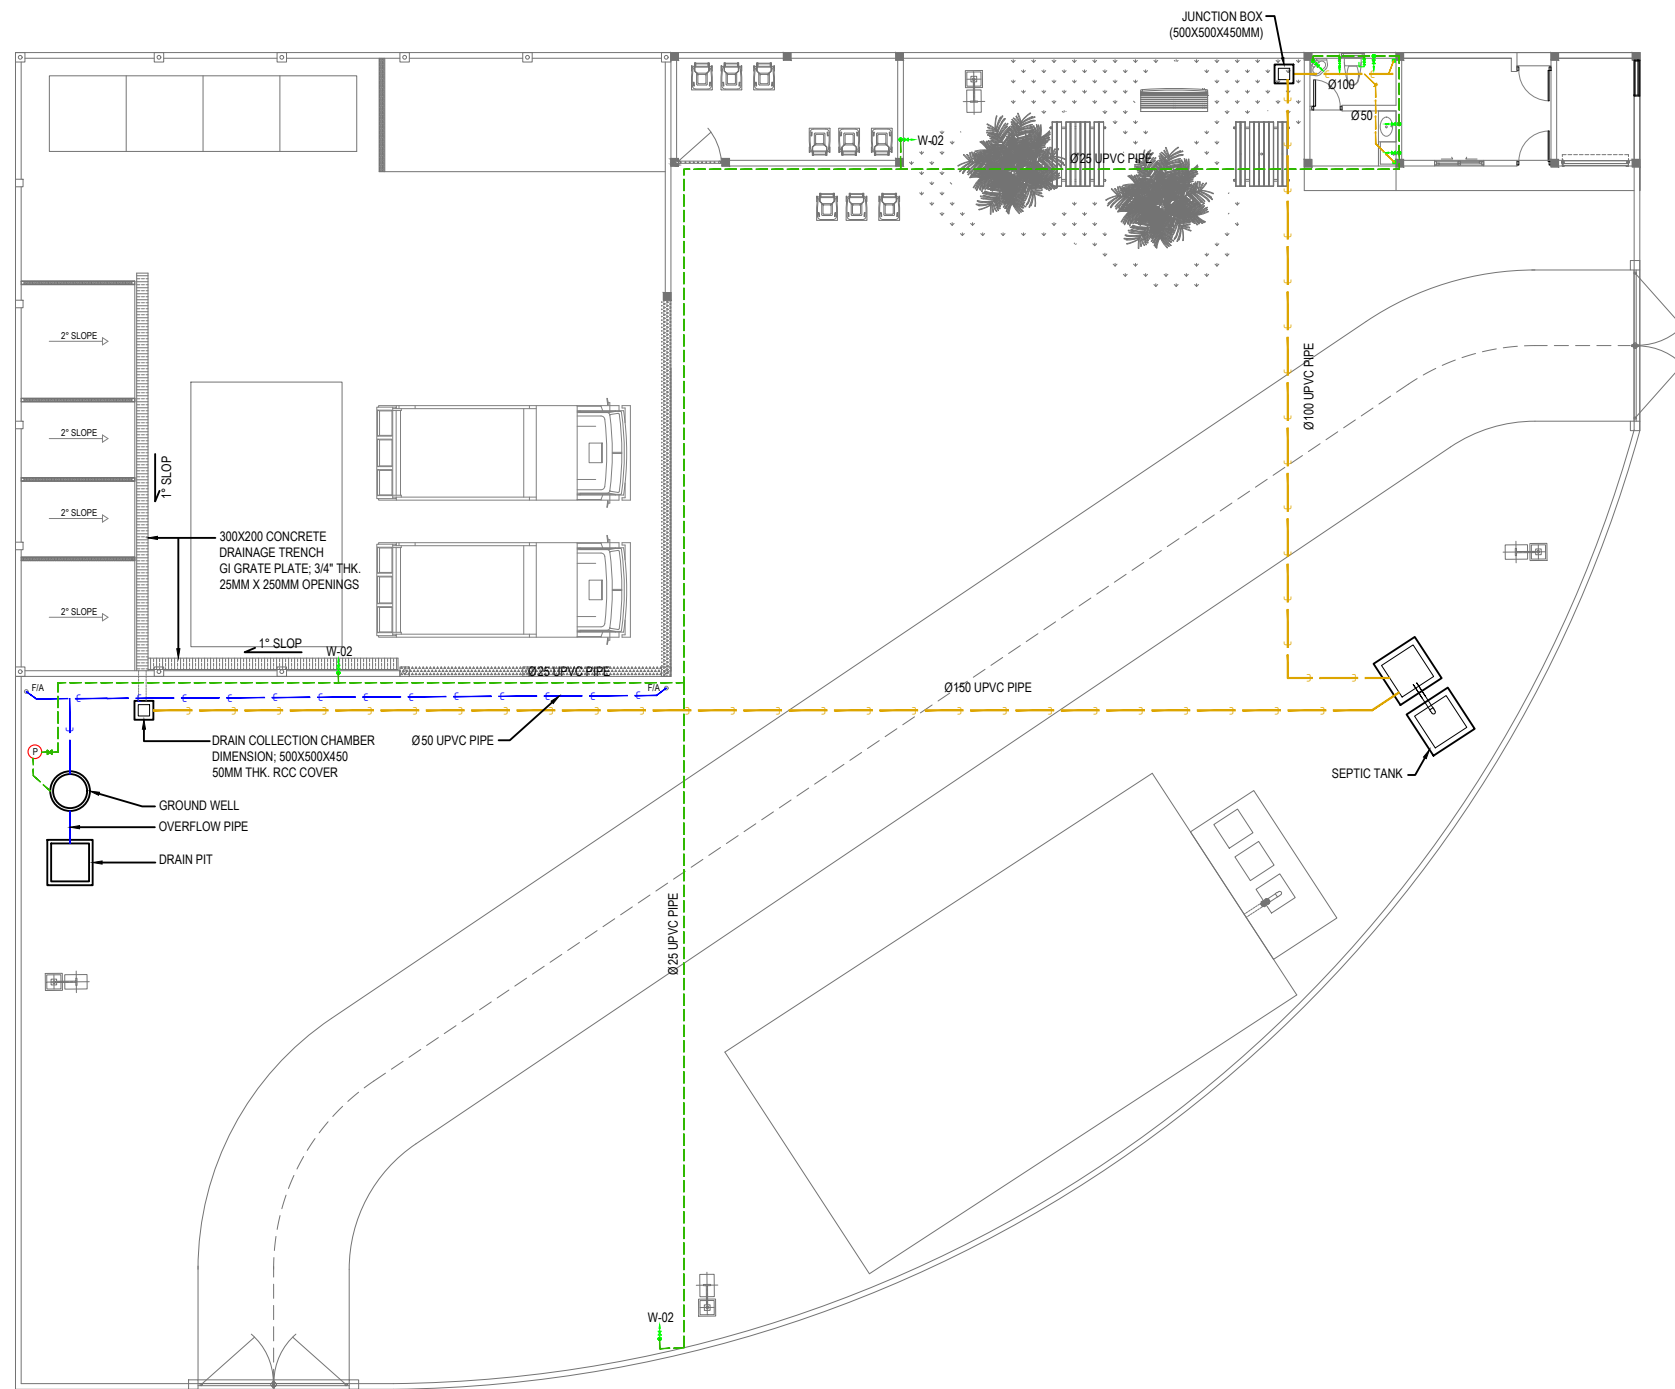 JUNCTION BOX
(500X500X450MM)
Ø100
Ø50
W-02
Ø25 UPVC PIPE
2° SLOPE
2° SLOPE
2° SLOPE
2° SLOPE
1° SLOP
Ø100 UPVC PIPE
300X200 CONCRETE
DRAINAGE TRENCH
GI GRATE PLATE; 3/4" THK.
25MM X 250MM OPENINGS
1° SLOP
W-02
Ø25 UPVC PIPE
F/A
F/A
Ø150 UPVC PIPE
DRAIN COLLECTION CHAMBER
DIMENSION; 500X500X450
50MM THK. RCC COVER
Ø50 UPVC PIPE
P
SEPTIC TANK
GROUND WELL
OVERFLOW PIPE
DRAIN PIT
Ø25 UPVC PIPE
W-02